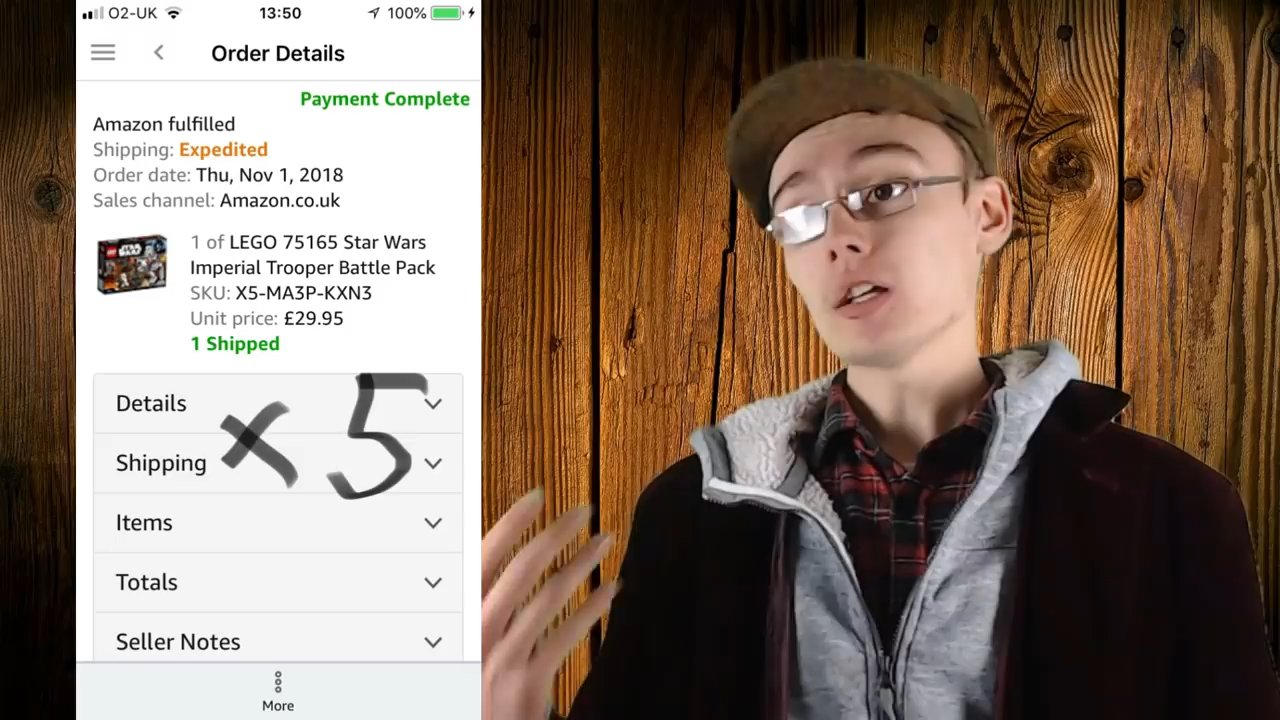 O2-UK 13:50 100%
Order Details
Payment Complete
Amazon fulfilled
Shipping: Expedited
Order date: Thu, Nov 1, 2018
Sales channel: Amazon.co.uk
1 of LEGO 75165 Star Wars
Imperial Trooper Battle Pack
SKU: X5-MA3P-KXN3
Unit price: £29.95
1 Shipped
Details
Shipping
x 5
Items
Totals
Seller Notes
More